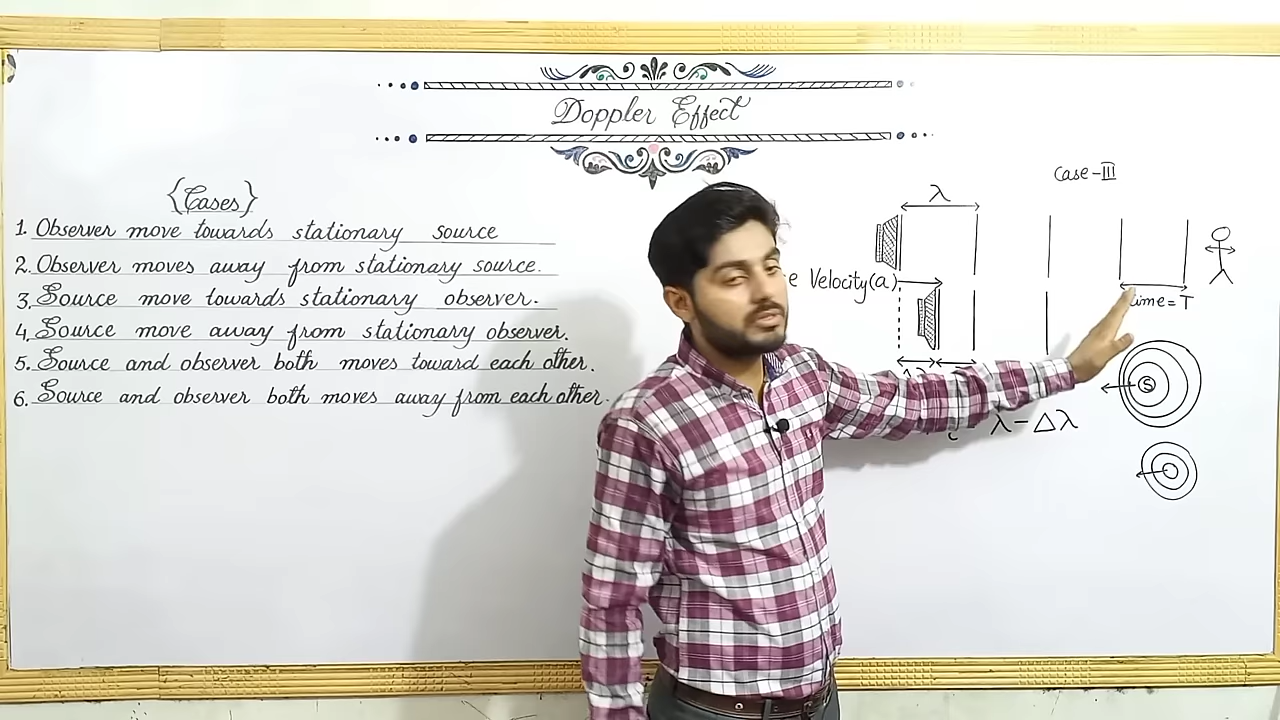 Doppler Effect
{Cases}
1. Observer move towards stationary source
2. Observer moves away from stationary source.
3. Source move towards stationary observer.
4. Source move away from stationary observer.
5. Source and observer both moves toward each other.
6. Source and observer both moves away from each other.
Case-III
λ
Velocity(a)
= T
S
λ - Δλ